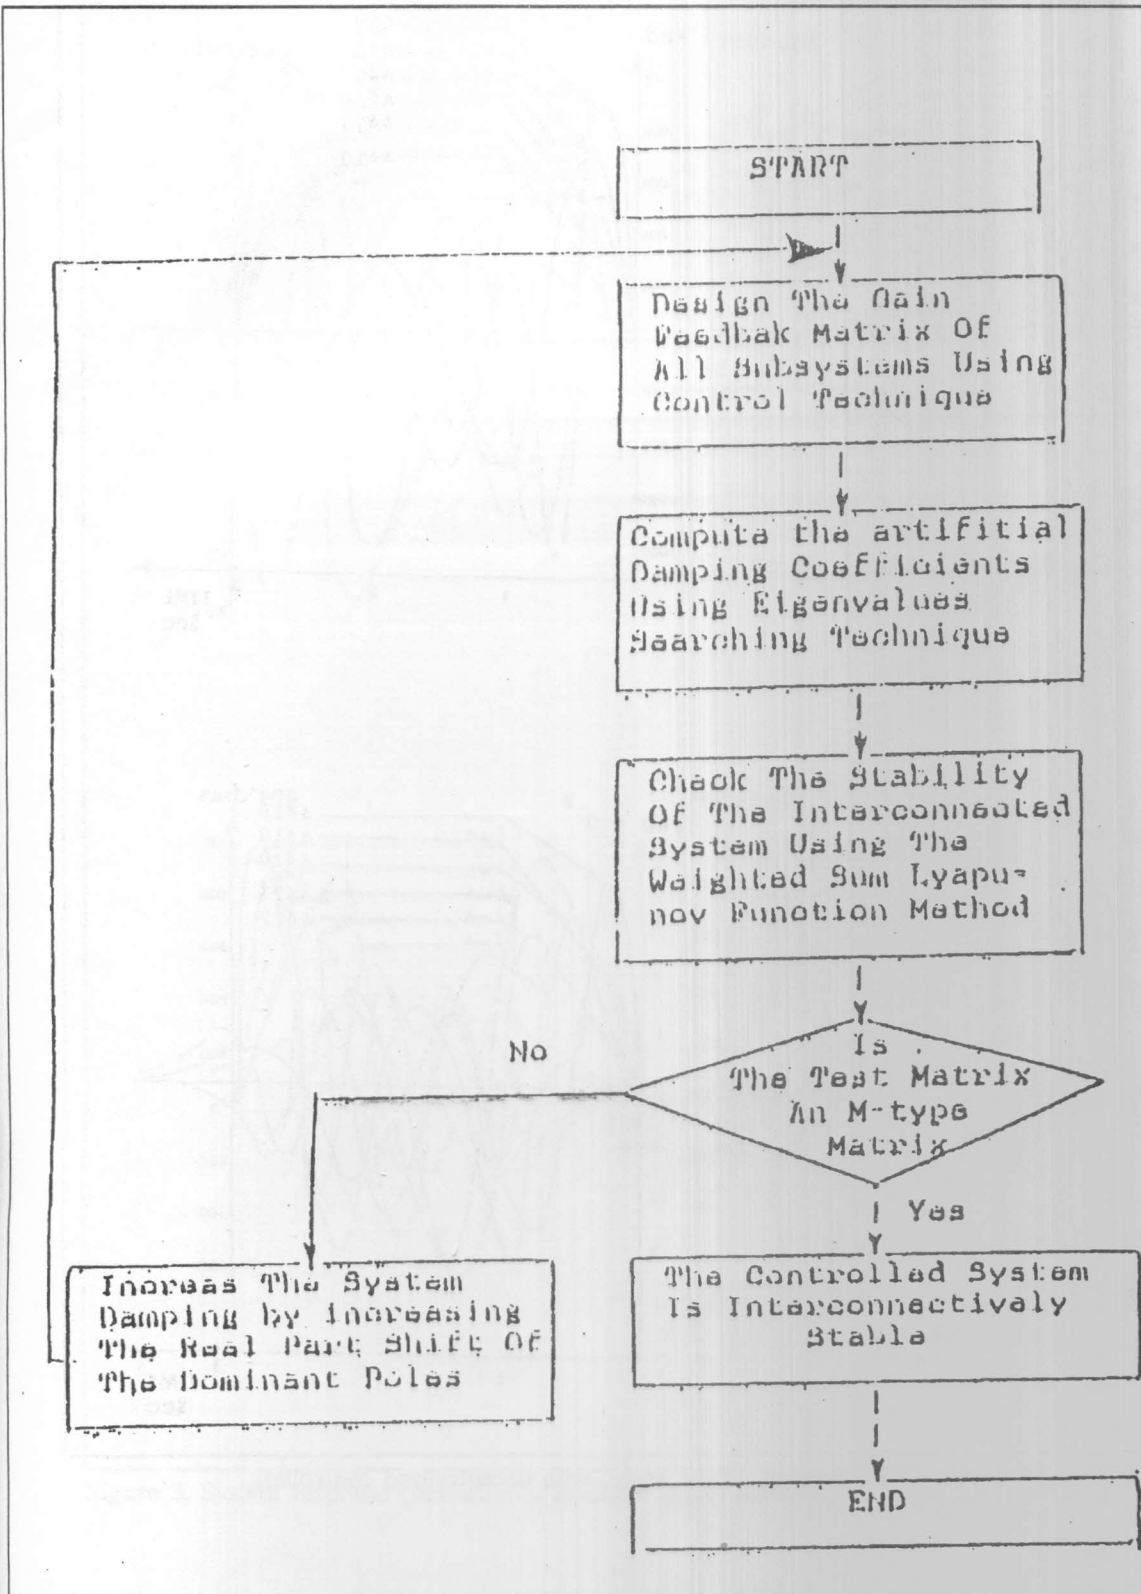 START
Design The Gain
Feedbak Matrix Of
All Subsystems Using
Control Technique
Compute the artifitial
Damping Coefficients
Using Eigenvalues
Searching Technique
Check The Stability
Of The Interconnected
System Using The
Weighted Sum Lyapu-
nov Function Method
Is
The Test Matrix
An M-type
Matrix
No
Yes
Increas The System
Damping by increasing
The Real Part Shift Of
The Dominant Poles
The Controlled System
Is Interconnectivaly
Stable
END